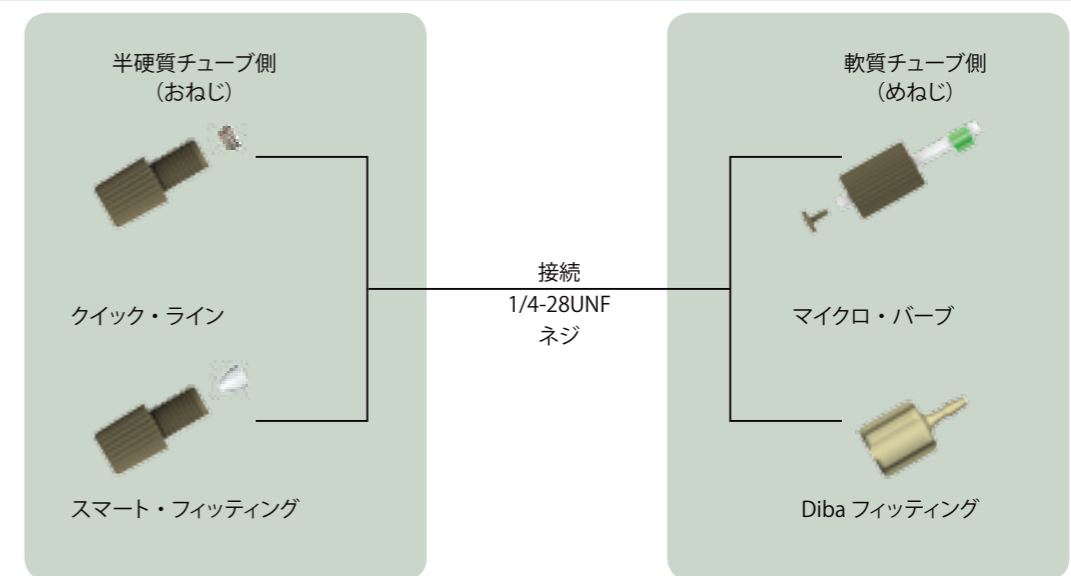 半硬質チューブ側
（おねじ）
クイック・ライン
スマート・フィッティング
接続
1/4-28UNF
ネジ
軟質チューブ側
（めねじ）
マイクロ・バーブ
Diba フィッティング